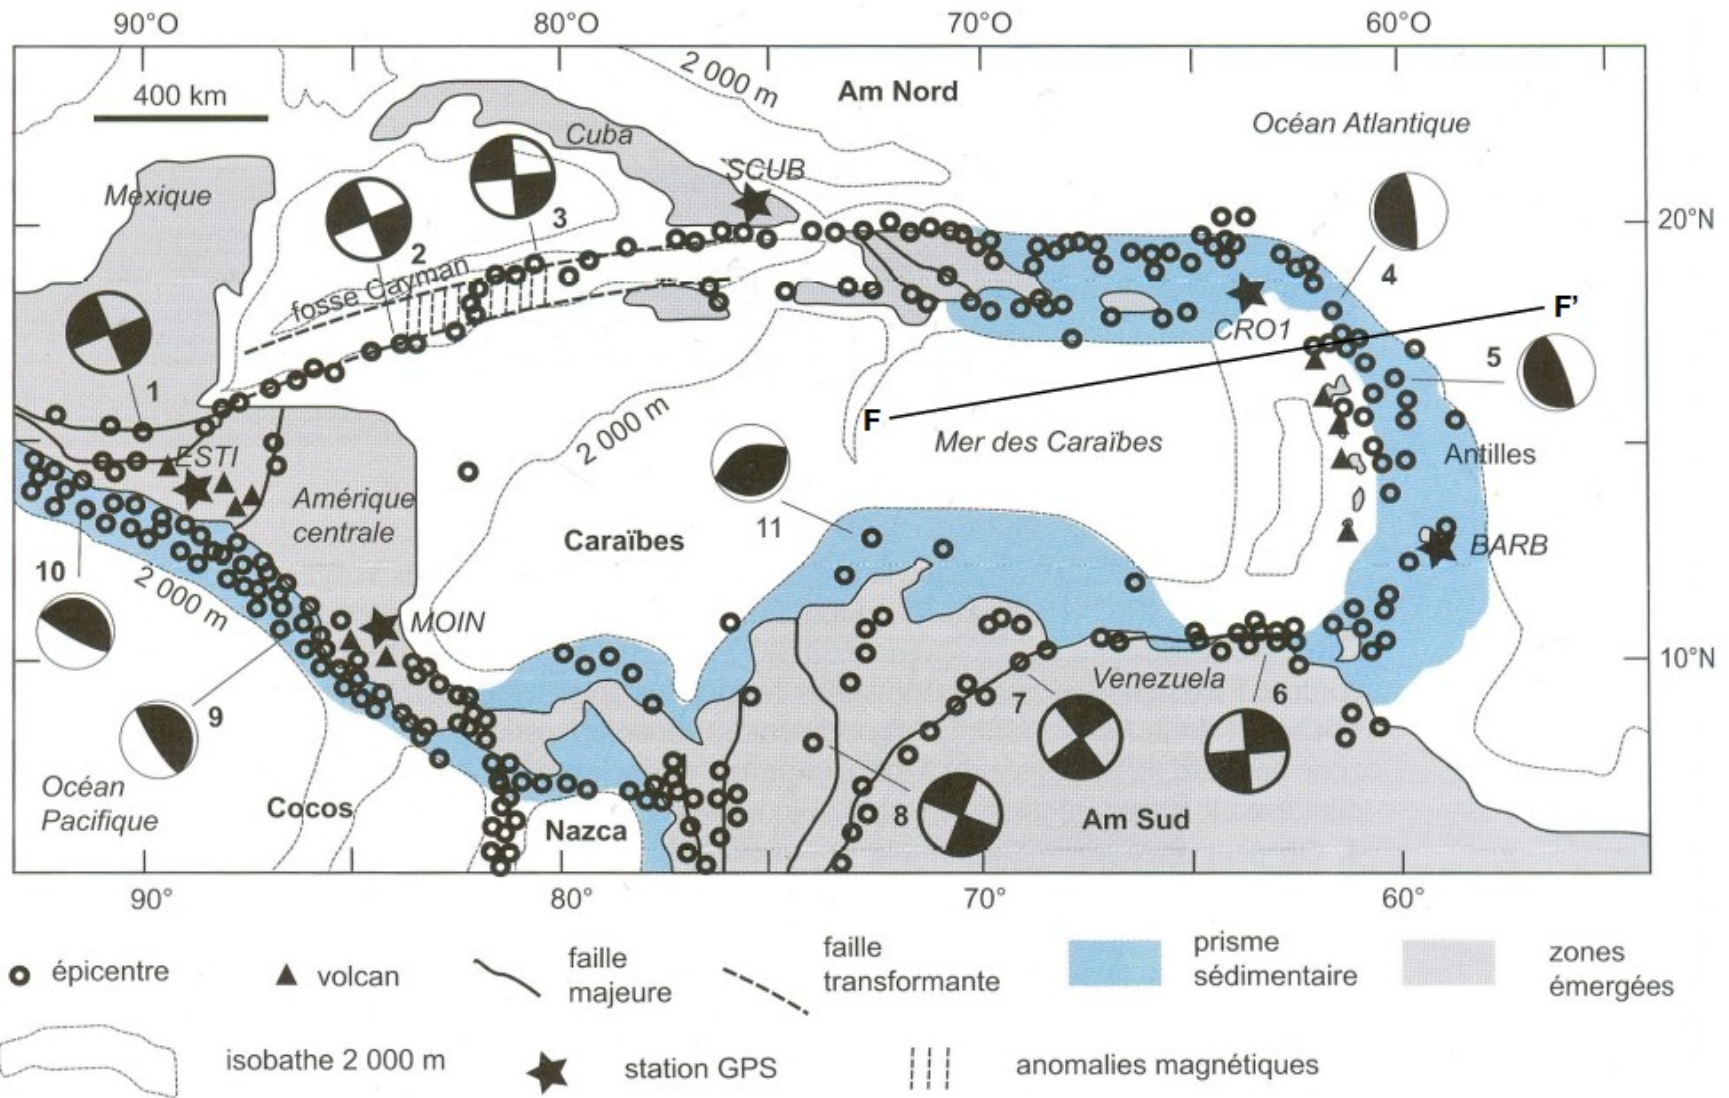 90°O
80°O
70°O
60°O
400 km
2 000 m
Am Nord
Océan Atlantique
Cuba
SCUB
Mexique
3
2
fosse Cayman
4
20°N
CRO1
F'
5
1
F
2 000 m
Mer des Caraïbes
Antilles
ESTI
Amérique
centrale
11
Caraïbes
BARB
10
2 000 m
MOIN
10°N
Venezuela
6
7
9
Océan
Pacifique
Cocos
Nazca
8
Am Sud
90°
80°
70°
60°
épicentre
volcan
faille
majeure
faille
transformante
prisme
sédimentaire
zones
émergées
isobathe 2 000 m
station GPS
anomalies magnétiques